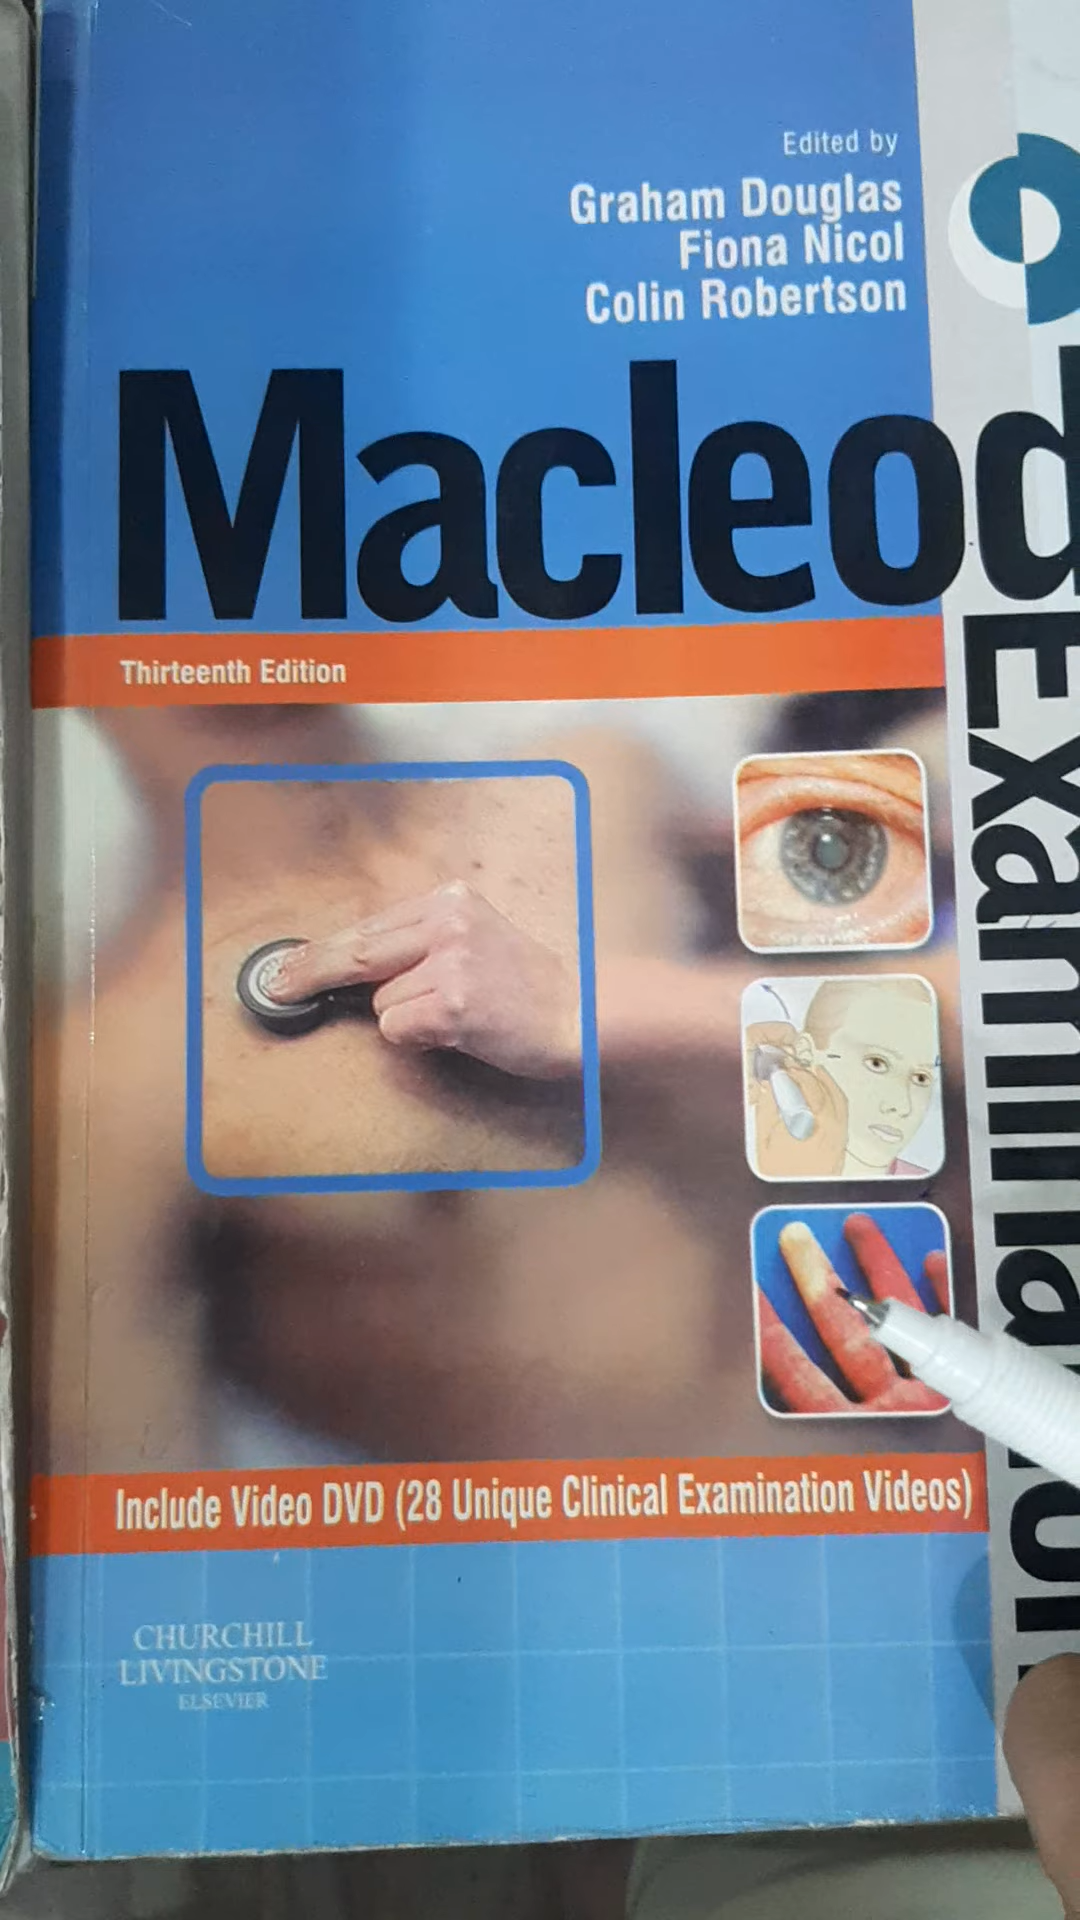 Edited by
Graham Douglas
Fiona Nicol
Colin Robertson
Macleod
Thirteenth Edition
Include Video DVD (28 Unique Clinical Examination Videos)
CHURCHILL
LIVINGSTONE
ELSEVIER